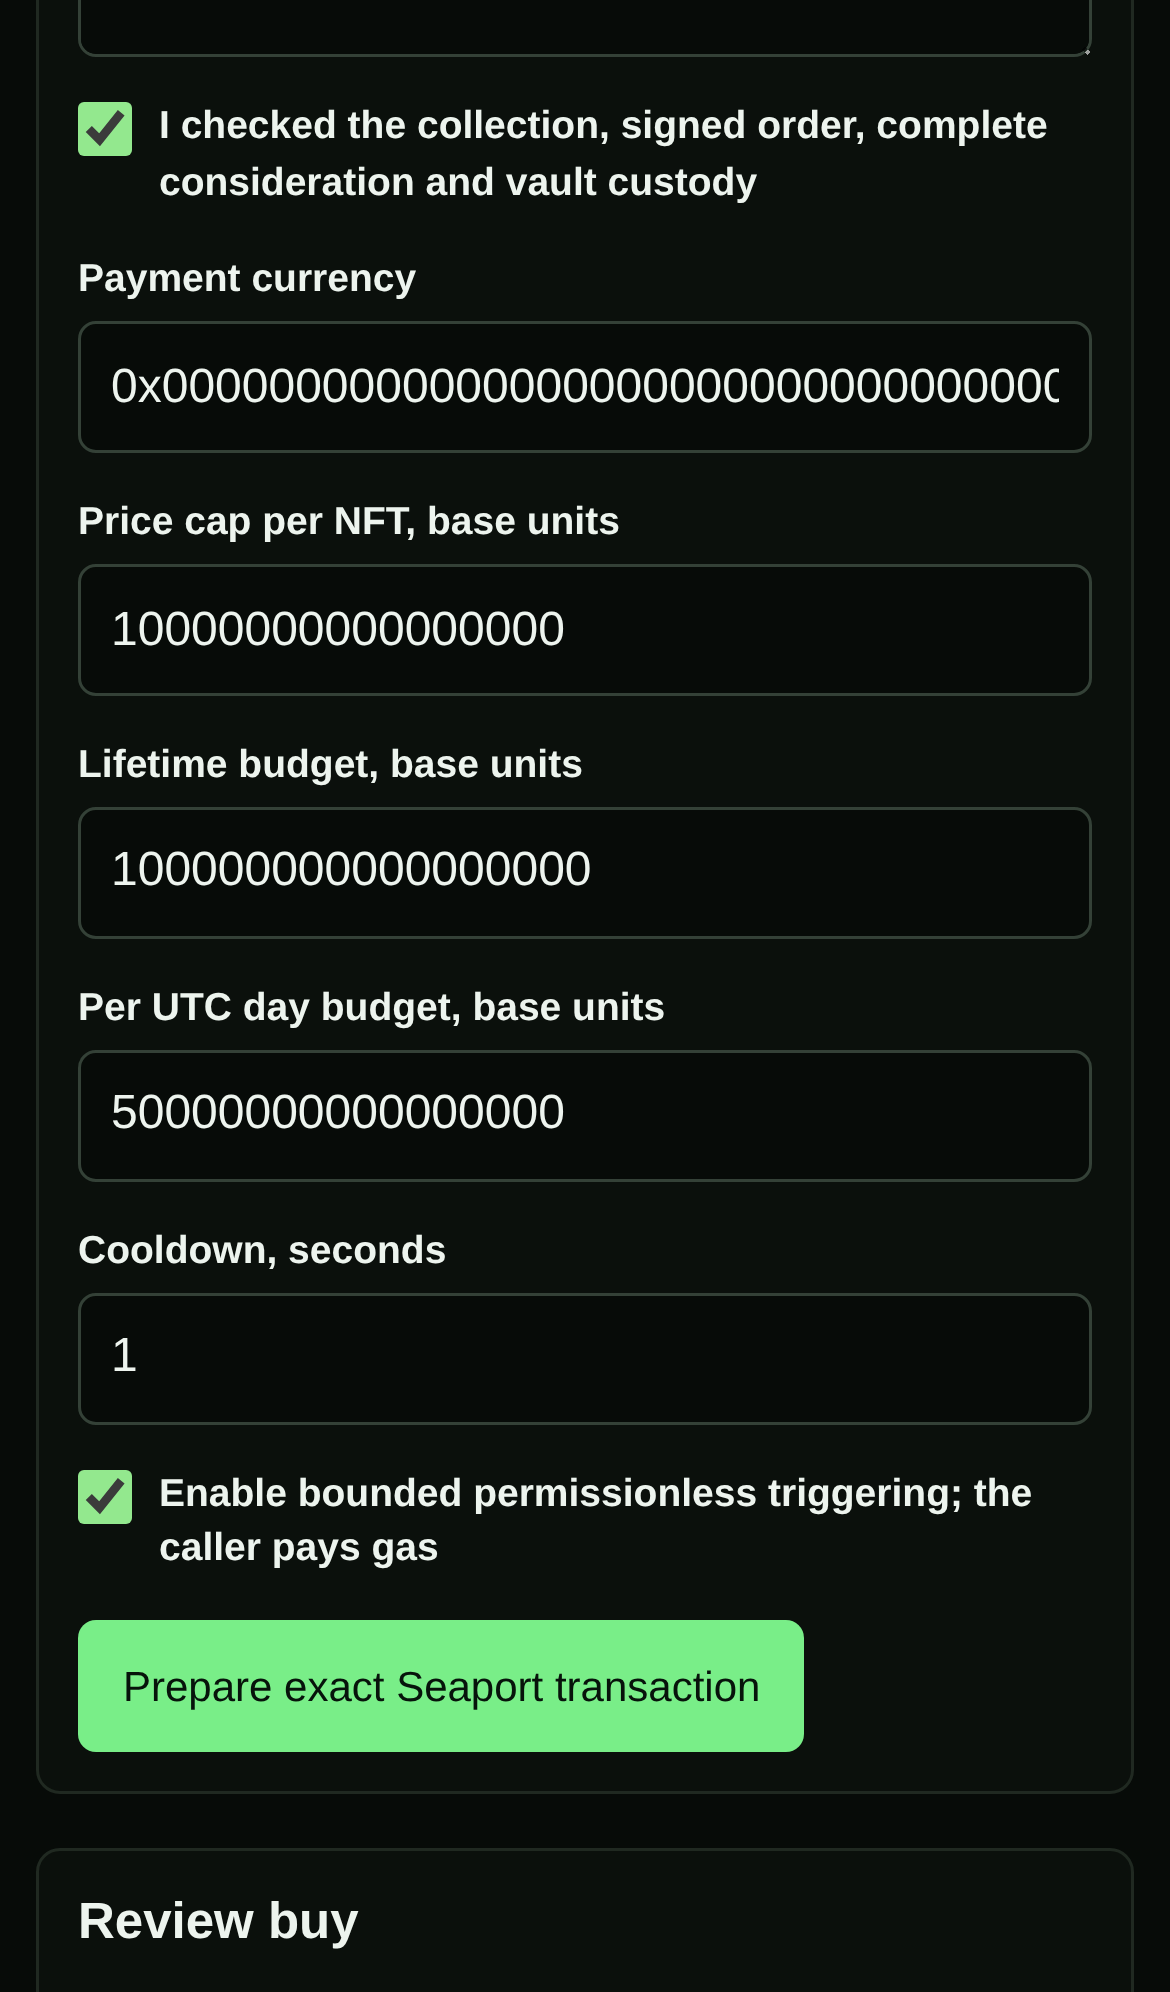 I checked the collection, signed order, complete
consideration and vault custody
Payment currency
0x0000000000000000000000000000000000
Price cap per NFT, base units
10000000000000000
Lifetime budget, base units
100000000000000000
Per UTC day budget, base units
50000000000000000
Cooldown, seconds
1
Enable bounded permissionless triggering; the
caller pays gas
Prepare exact Seaport transaction
Review buy